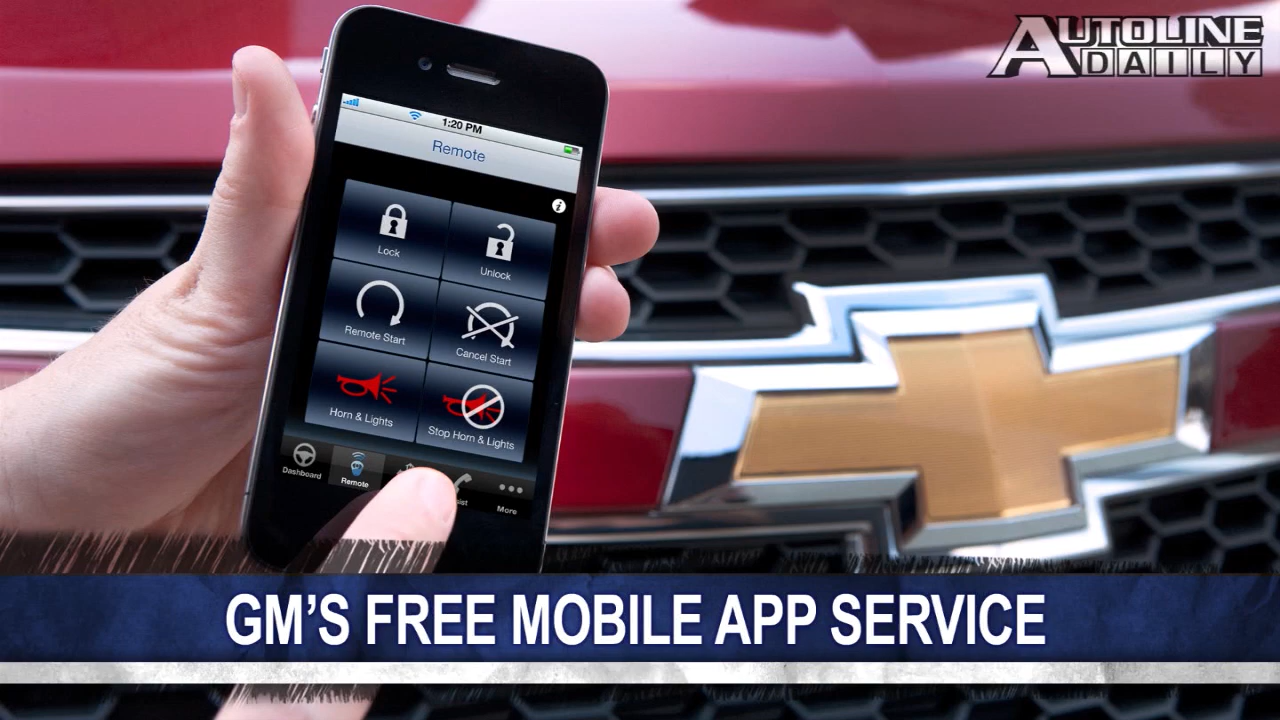 AUTOLINE
DAILY
1:20 PM
Remote
i
Lock
Unlock
Remote Start
Cancel Start
Horn & Lights
Stop Horn & Lights
Dashboard
Remote
More
GM'S FREE MOBILE APP SERVICE